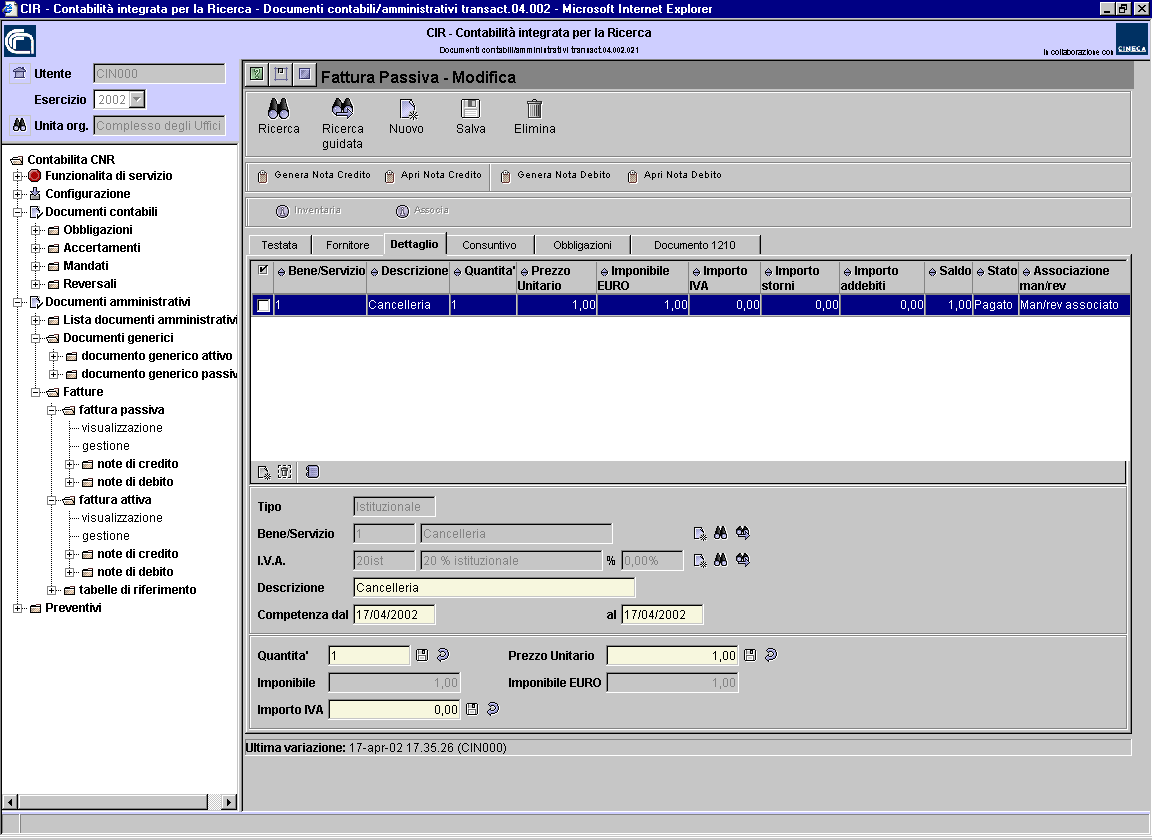 CIR - Contabilità integrata per la Ricerca - Documenti contabili/amministrativi transact.04.002 - Microsoft Internet Explorer
CIR - Contabilità integrata per la Ricerca
Documenti contabili/amministrativi transact.04.002.021
In collaborazione con
CINECA
Utente CIN000
Esercizio 2002
Unita org. Complesso degli Uffici
Contabilita CNR
Funzionalita di servizio
Configurazione
Documenti contabili
Obbligazioni
Accertamenti
Mandati
Reversali
Documenti amministrativi
Lista documenti amministrativi
Documenti generici
documento generico attivo
documento generico passiv
Fatture
fattura passiva
visualizzazione
gestione
note di credito
note di debito
fattura attiva
visualizzazione
gestione
note di credito
note di debito
tabelle di riferimento
Preventivi
Fattura Passiva - Modifica
Ricerca Ricerca guidata Nuovo Salva Elimina
Genera Nota Credito Apri Nota Credito Genera Nota Debito Apri Nota Debito
Inventaria Associa
Testata Fornitore Dettaglio Consuntivo Obbligazioni Documento 1210
Bene/Servizio Descrizione Quantita' Prezzo Unitario Imponibile EURO Importo IVA Importo storni Importo addebiti Saldo Stato Associazione man/rev
1 Cancelleria 1 1,00 1,00 0,00 0,00 0,00 1,00 Pagato Man/rev associato
Tipo Istituzionale
Bene/Servizio 1 Cancelleria
I.V.A. 20ist 20 % istituzionale % 0,00%
Descrizione Cancelleria
Competenza dal 17/04/2002 al 17/04/2002
Quantita' 1 Prezzo Unitario 1,00
Imponibile 1,00 Imponibile EURO 1,00
Importo IVA 0,00
Ultima variazione: 17-apr-02 17.35.26 (CIN000)